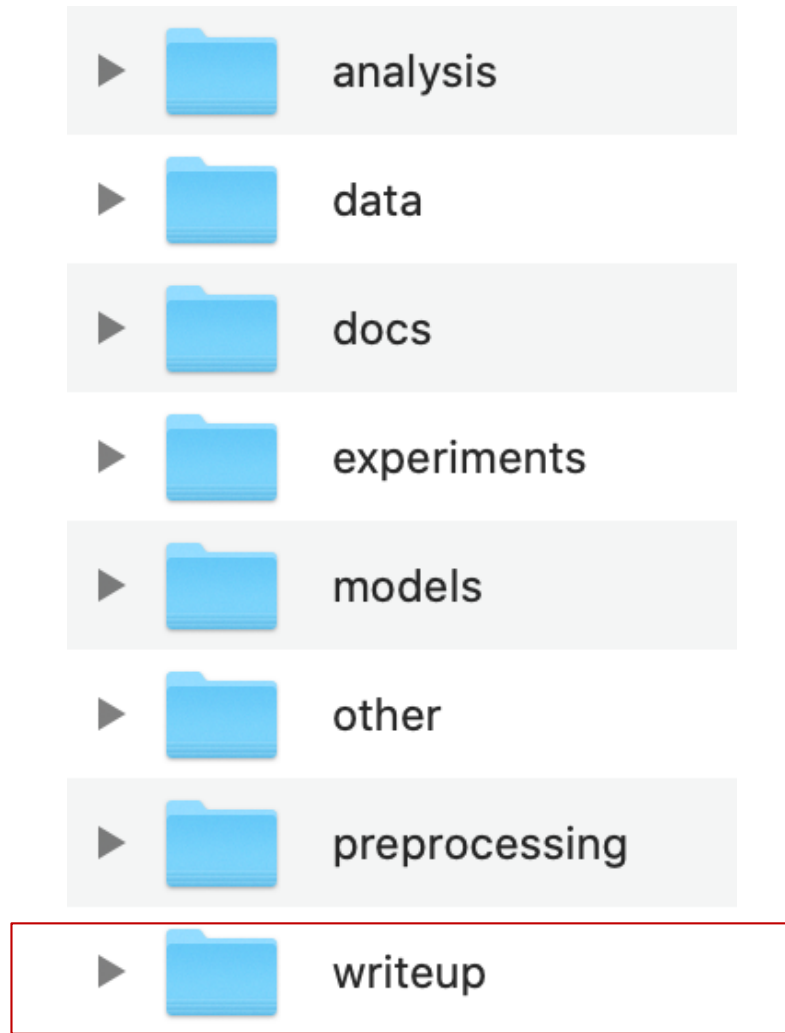 analysis
data
docs
experiments
models
other
preprocessing
writeup